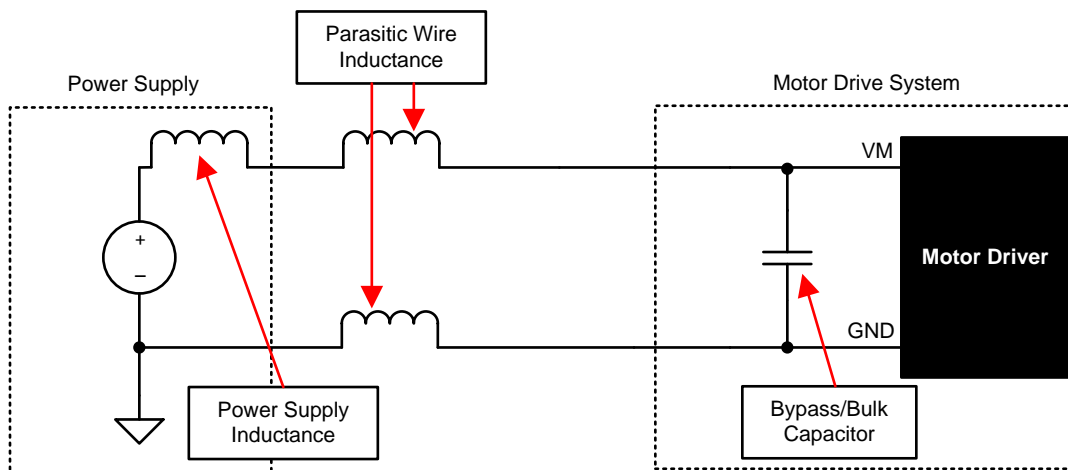 Parasitic Wire
Inductance
Power Supply
Motor Drive System
VM
+
−
Motor Driver
GND
Power Supply
Inductance
Bypass/Bulk
Capacitor